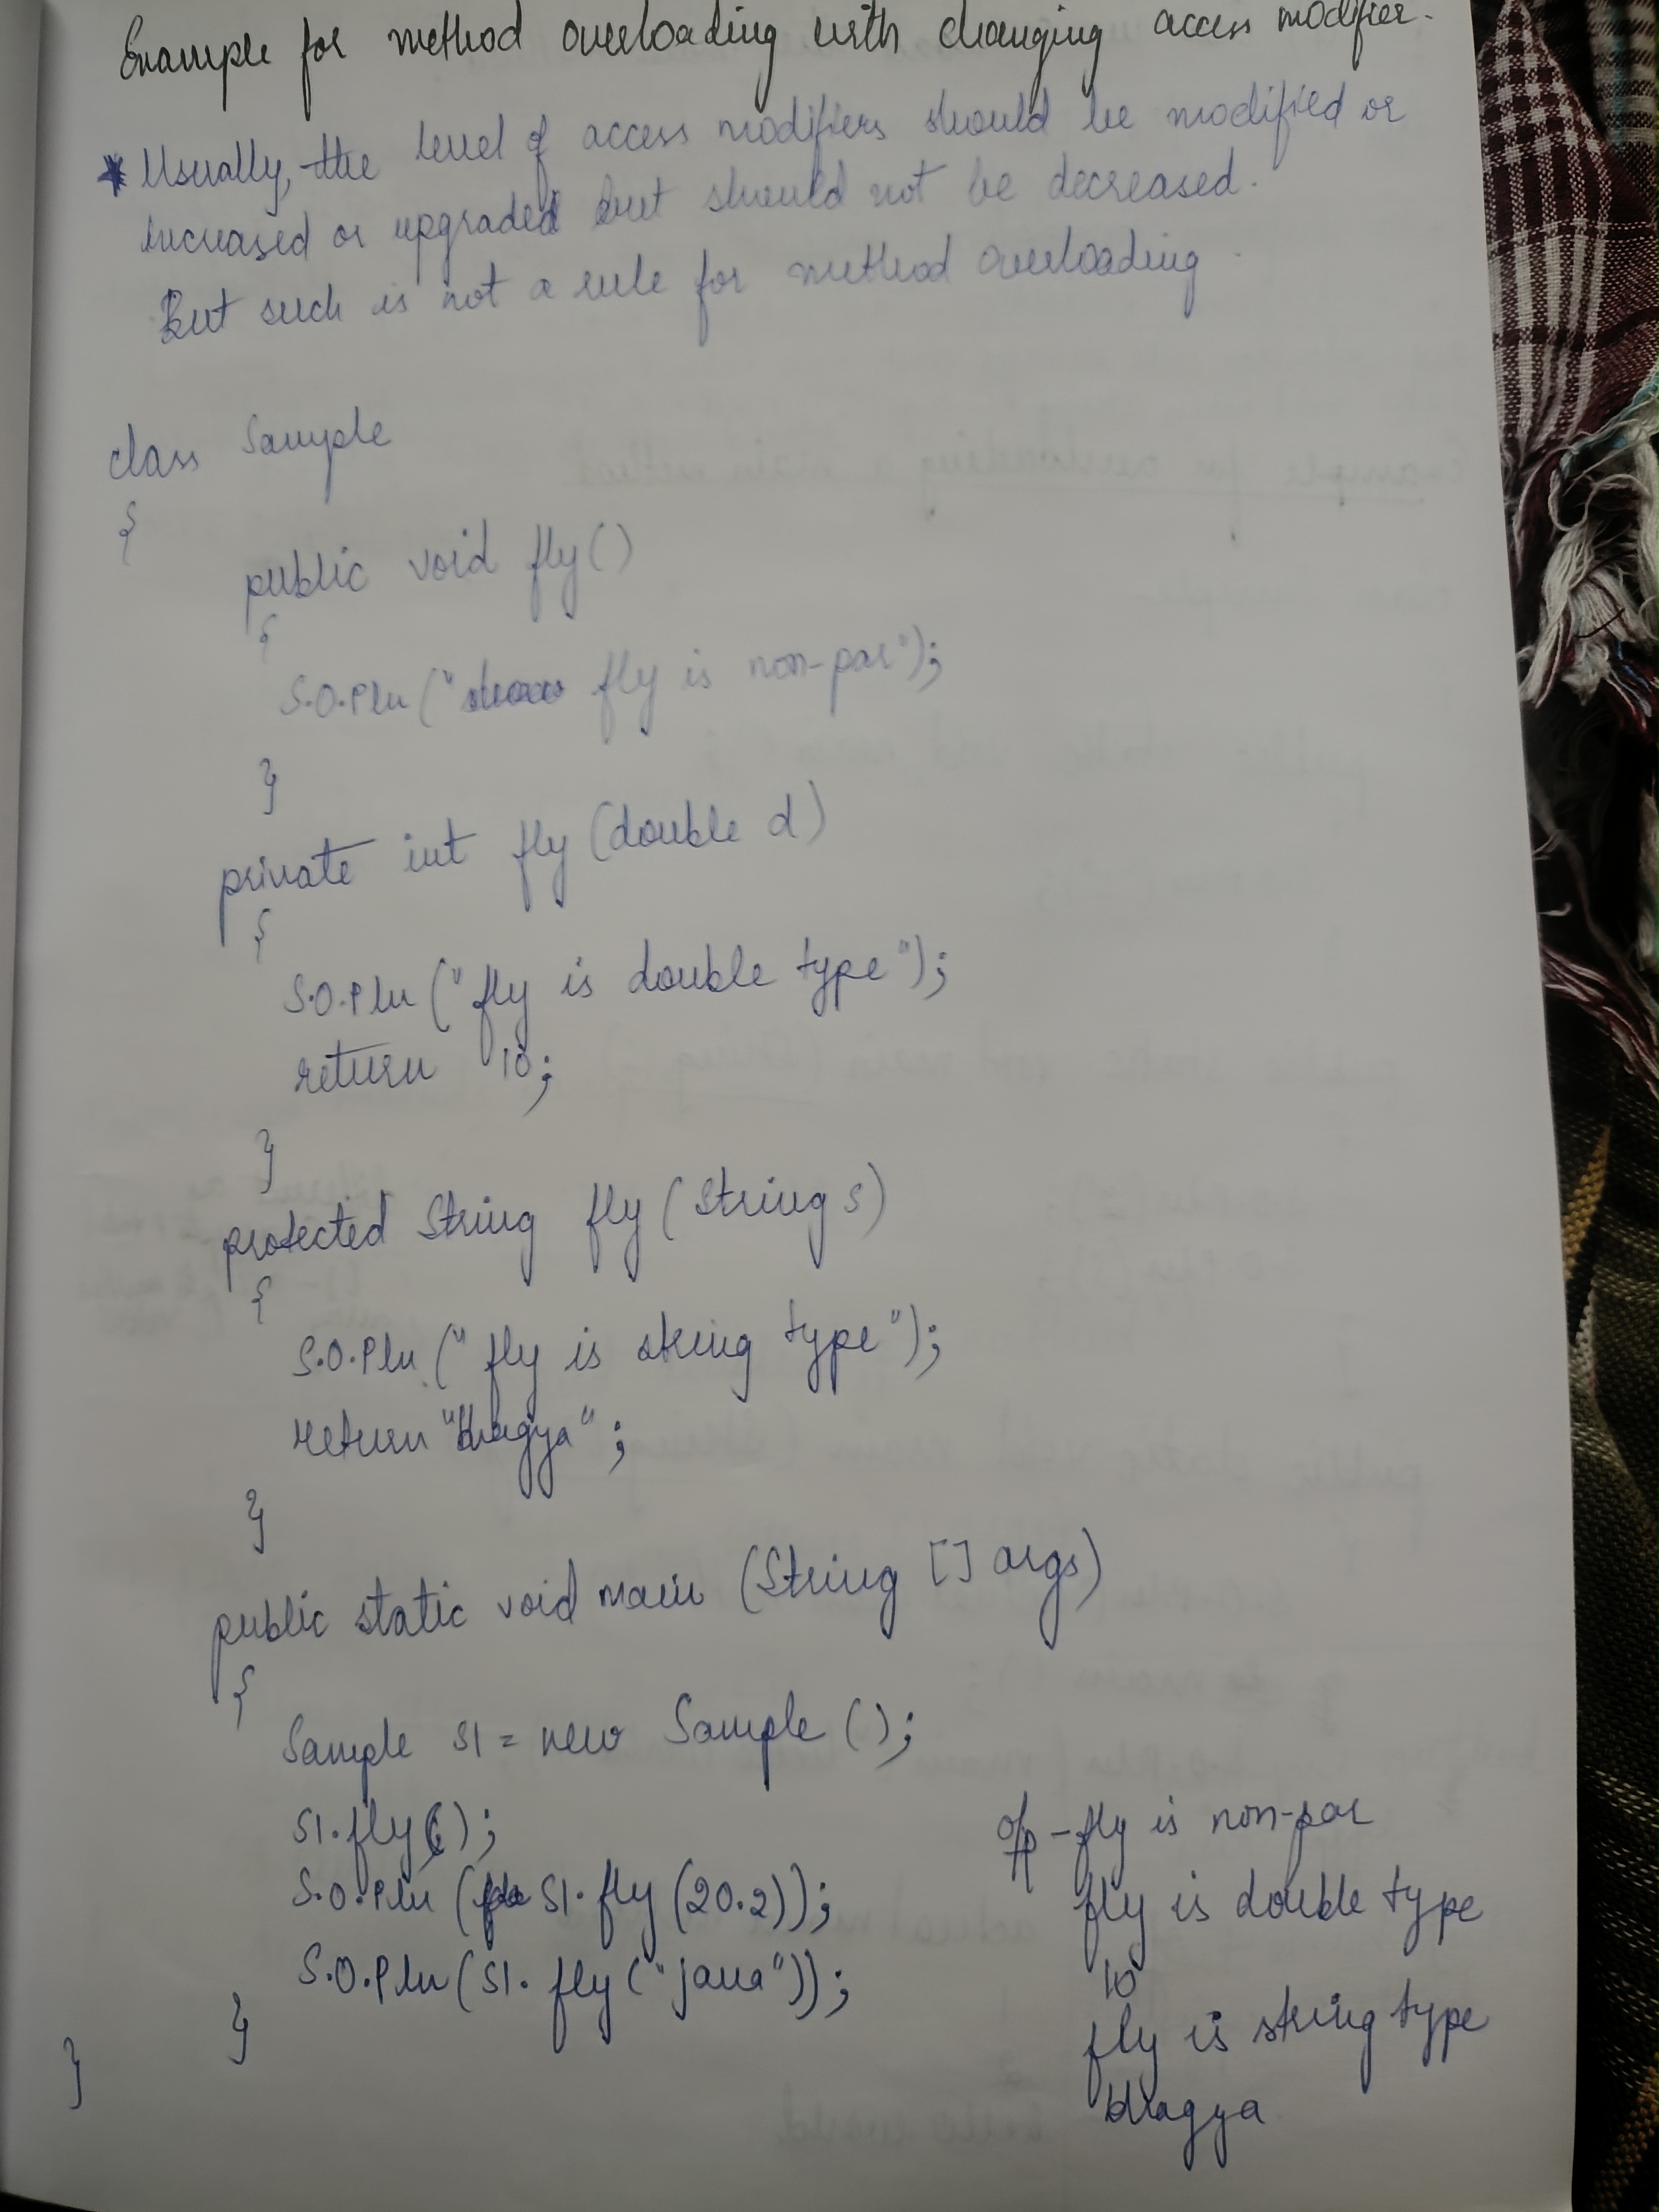 Example for method overloading with changing access modifier.
* Usually, the level of access modifiers should be modified or
increased or upgraded but should not be decreased.
But such is not a rule for method overloading.
class Sample
{
public void fly()
{
S.O.Pln(" fly is non-par");
}
private int fly (double d)
{
S.O.Pln ("fly is double type");
return 10;
}
protected String fly (String s)
{
S.O.Pln (" fly is string type");
return "bhagya" ;
}
public static void main (String [] args)
{
Sample S1 = new Sample ();
S1.fly();
S.O.Pln (S1.fly (20.2));
S.O.Pln (S1. fly ("java"));
}
}
o/p - fly is non-par
fly is double type
10
fly is string type
bhagya